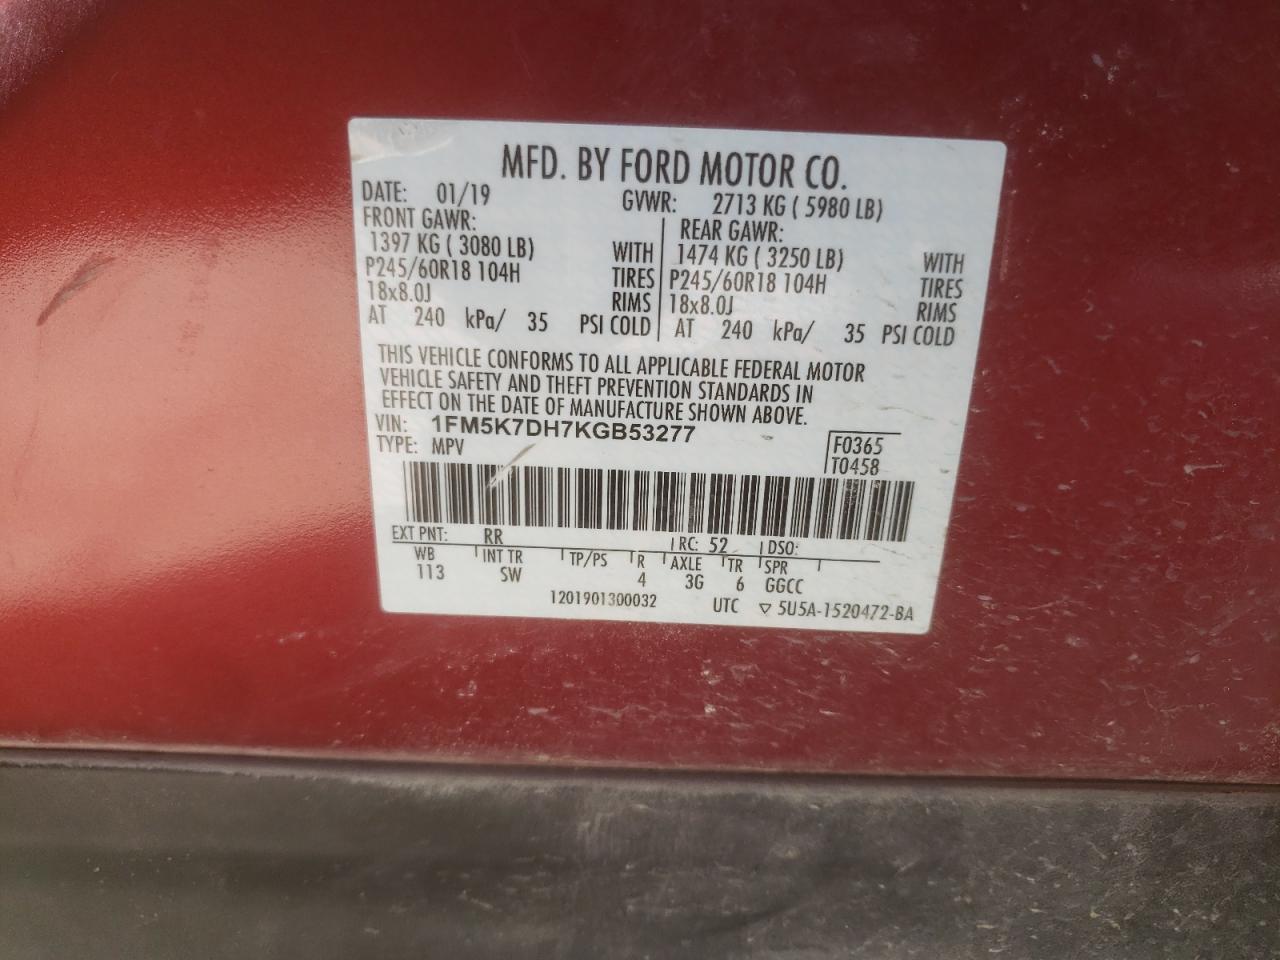 MFD. BY FORD MOTOR CO.
DATE: 01/19 GVWR: 2713 KG ( 5980 LB)
FRONT GAWR: REAR GAWR:
1397 KG ( 3080 LB) WITH 1474 KG ( 3250 LB) WITH
P245/60R18 104H TIRES P245/60R18 104H TIRES
18x8.0J RIMS 18x8.0J RIMS
AT 240 kPa/ 35 PSI COLD AT 240 kPa/ 35 PSI COLD
THIS VEHICLE CONFORMS TO ALL APPLICABLE FEDERAL MOTOR
VEHICLE SAFETY AND THEFT PREVENTION STANDARDS IN
EFFECT ON THE DATE OF MANUFACTURE SHOWN ABOVE.
VIN: 1FM5K7DH7KGB53277
TYPE: MPV F0365
T0458
EXT PNT: RR RC: 52 DSO:
WB INT TR TP/PS R AXLE TR SPR
113 SW 4 3G 6 GGCC
1201901300032 UTC ▽ 5U5A-1520472-BA